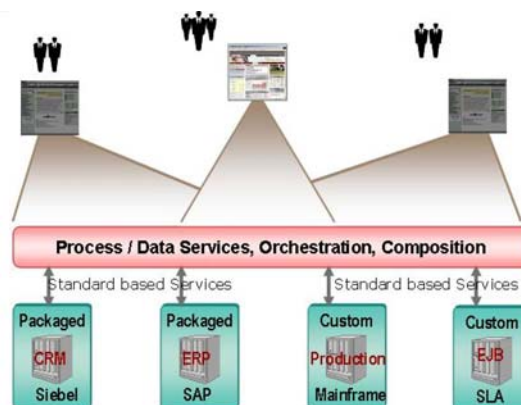 Process / Data Services, Orchestration, Composition
Standard based Services
Standard based Services
Packaged
CRM
Siebel
Packaged
ERP
SAP
Custom
Production
Mainframe
Custom
EJB
SLA